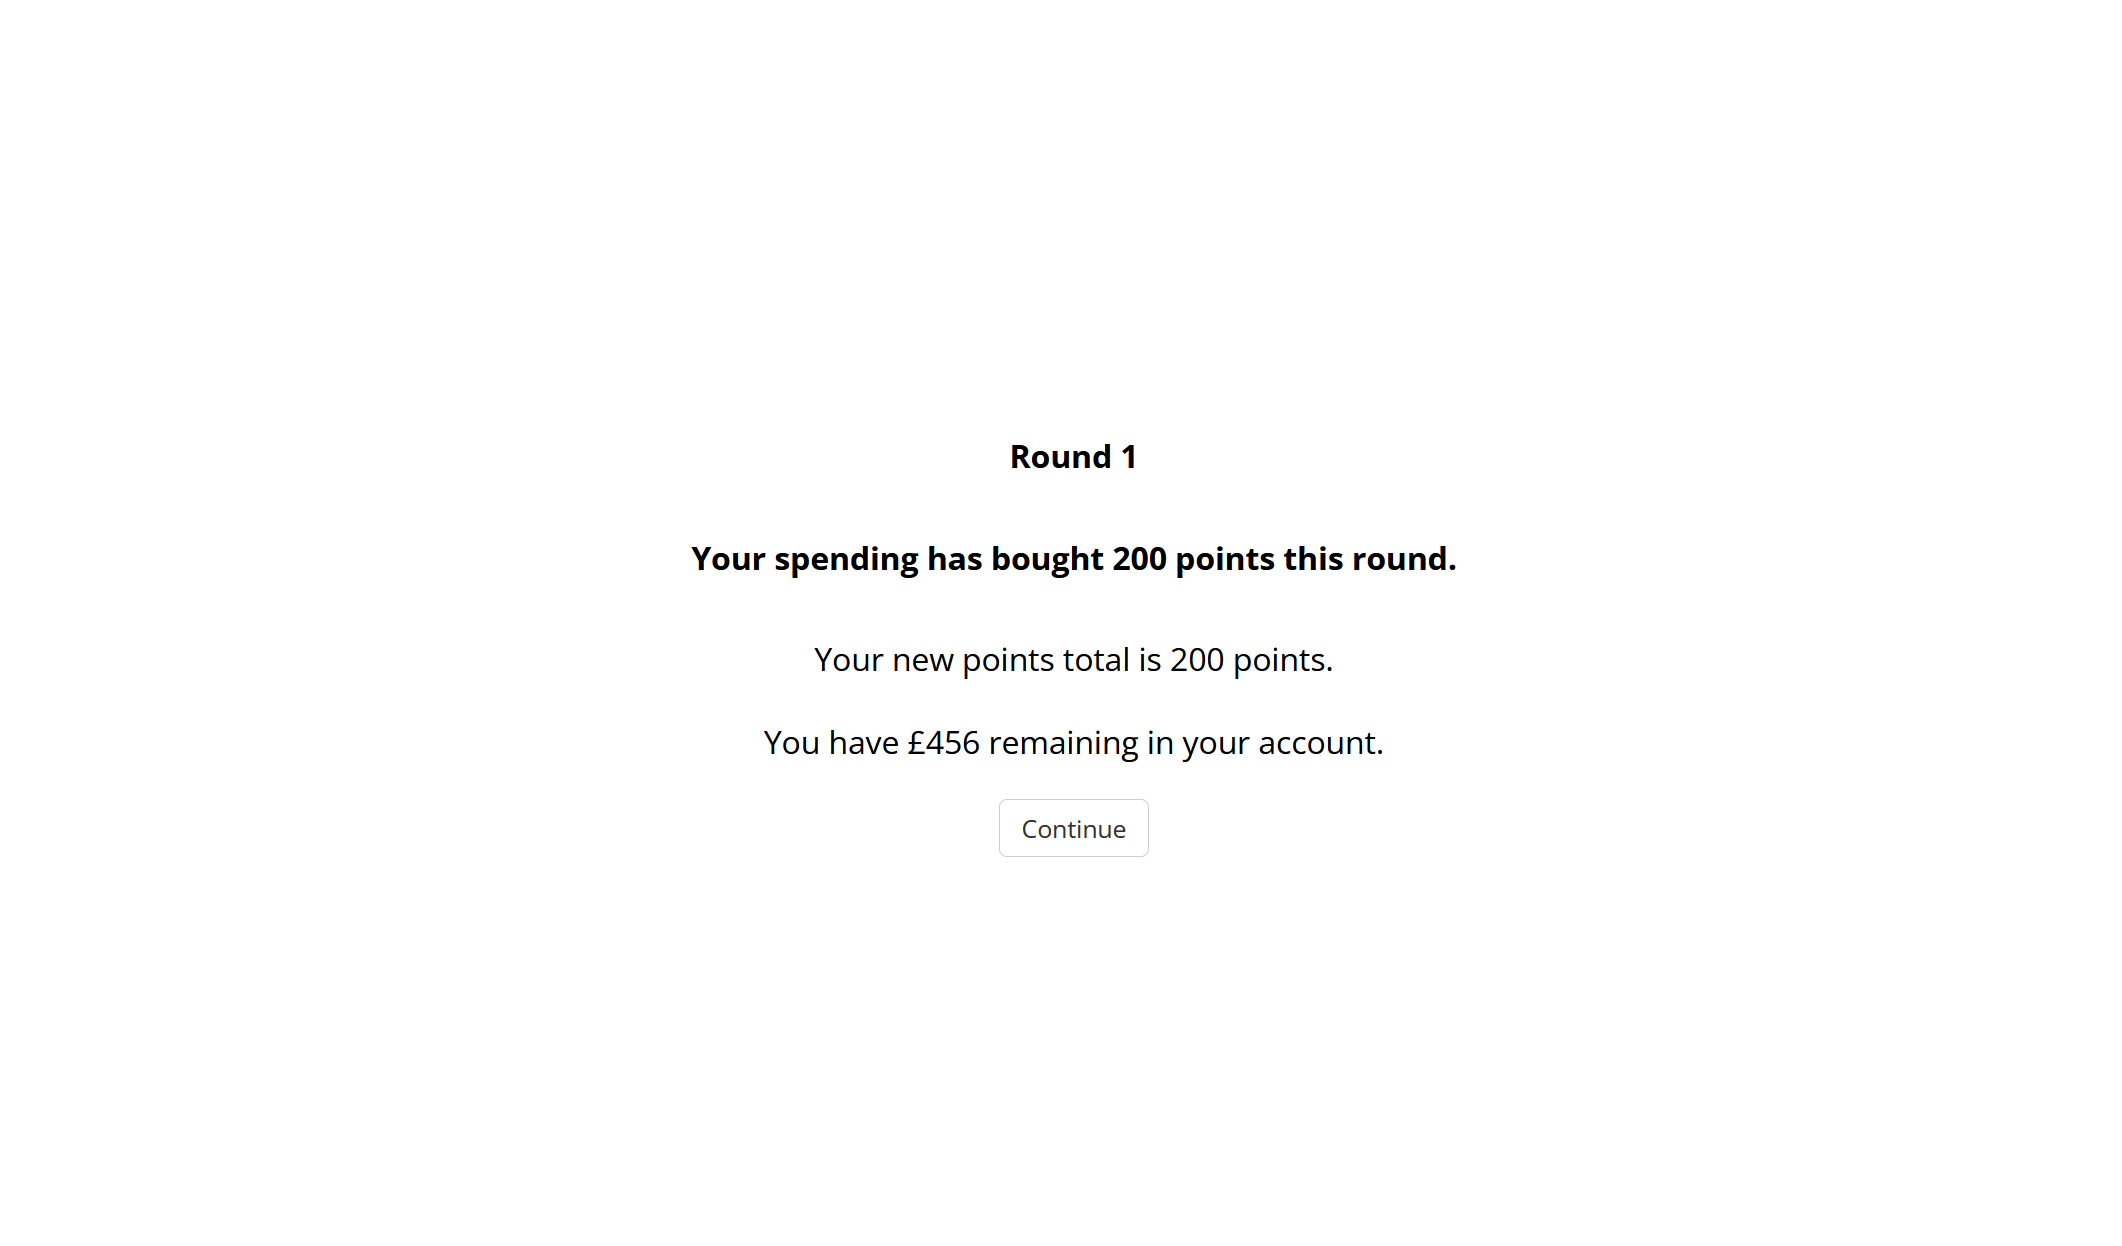 Round 1
Your spending has bought 200 points this round.
Your new points total is 200 points.
You have £456 remaining in your account.
Continue